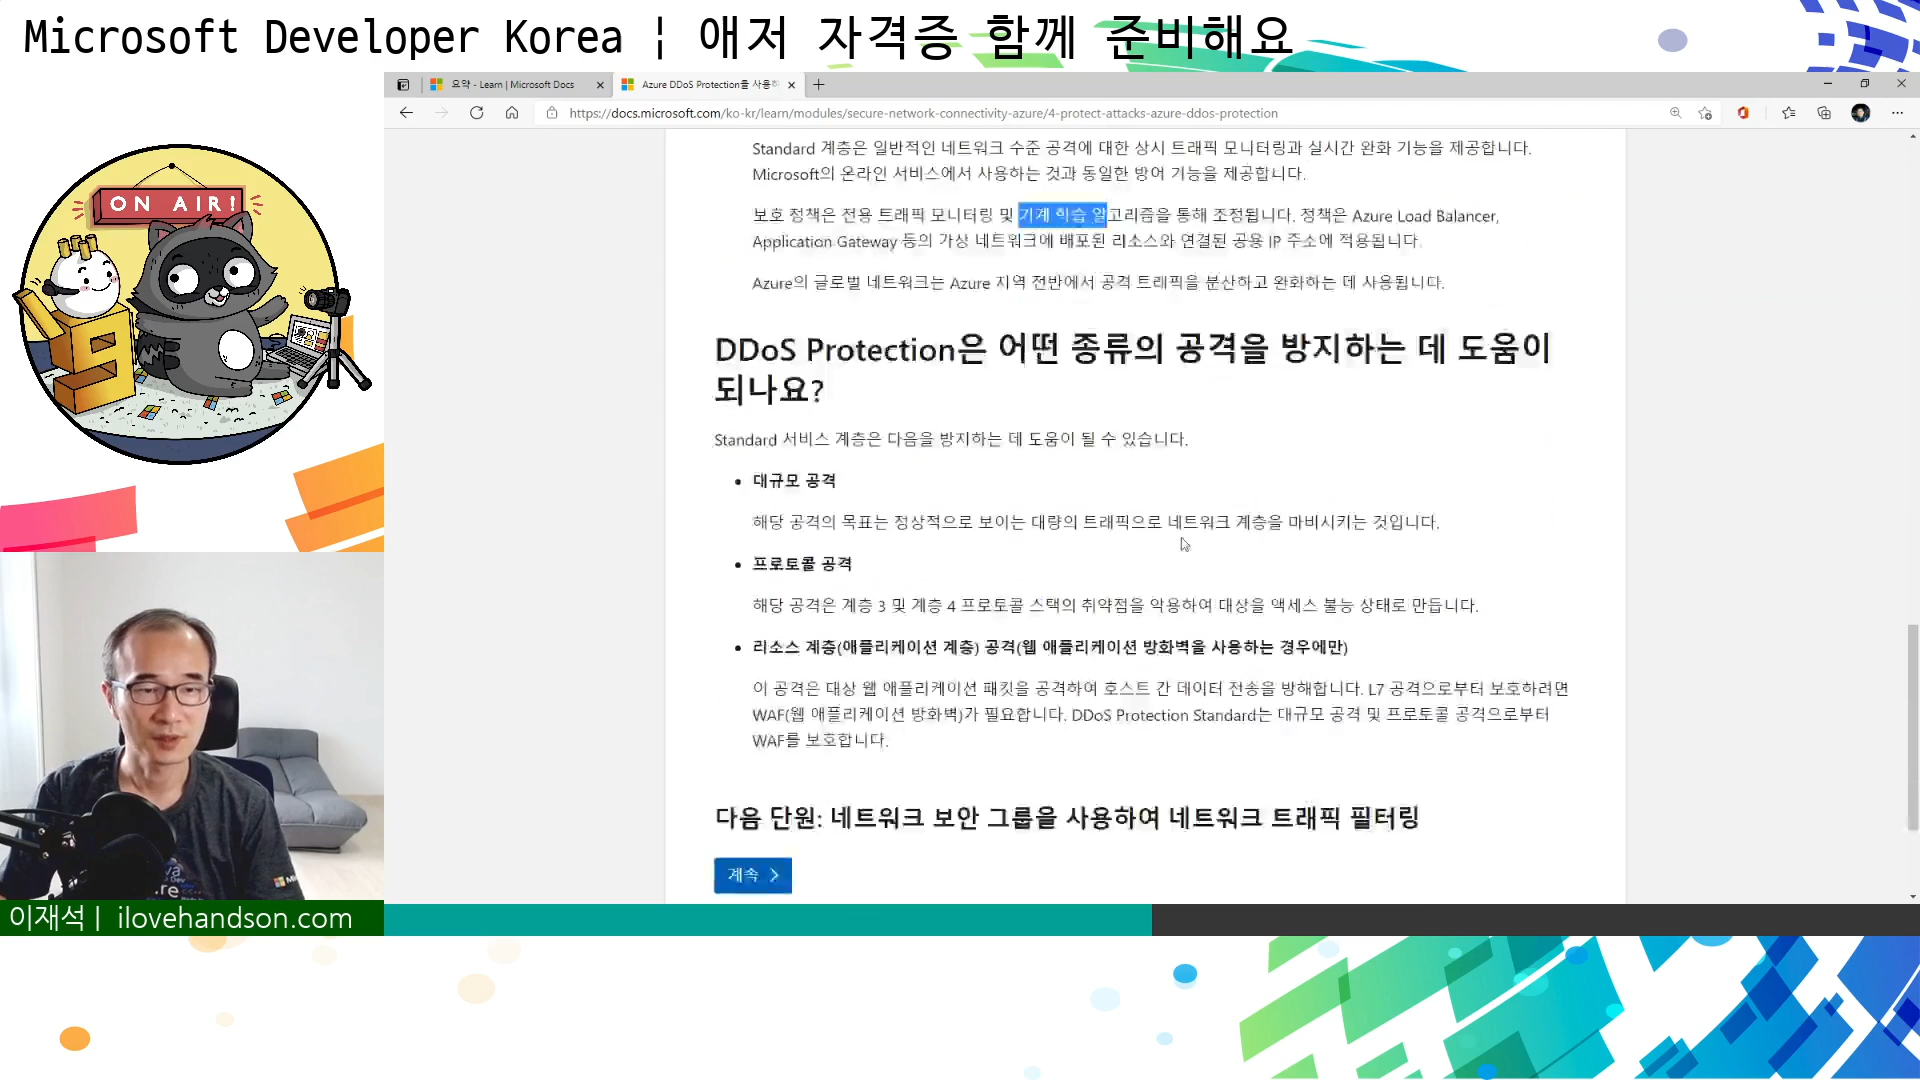 Microsoft Developer Korea | 애저 자격증 함께 준비해요
요약 - Learn | Microsoft Docs
Azure DDoS Protection을 사용하
https://docs.microsoft.com/ko-kr/learn/modules/secure-network-connectivity-azure/4-protect-attacks-azure-ddos-protection
ON AIR!
Standard 계층은 일반적인 네트워크 수준 공격에 대한 상시 트래픽 모니터링과 실시간 완화 기능을 제공합니다.
Microsoft의 온라인 서비스에서 사용하는 것과 동일한 방어 기능을 제공합니다.
보호 정책은 전용 트래픽 모니터링 및 기계 학습 알고리즘을 통해 조정됩니다. 정책은 Azure Load Balancer,
Application Gateway 등의 가상 네트워크에 배포된 리소스와 연결된 공용 IP 주소에 적용됩니다.
Azure의 글로벌 네트워크는 Azure 지역 전반에서 공격 트래픽을 분산하고 완화하는 데 사용됩니다.
DDoS Protection은 어떤 종류의 공격을 방지하는 데 도움이
되나요?
Standard 서비스 계층은 다음을 방지하는 데 도움이 될 수 있습니다.
• 대규모 공격
해당 공격의 목표는 정상적으로 보이는 대량의 트래픽으로 네트워크 계층을 마비시키는 것입니다.
• 프로토콜 공격
해당 공격은 계층 3 및 계층 4 프로토콜 스택의 취약점을 악용하여 대상을 액세스 불능 상태로 만듭니다.
• 리소스 계층(애플리케이션 계층) 공격(웹 애플리케이션 방화벽을 사용하는 경우에만)
이 공격은 대상 웹 애플리케이션 패킷을 공격하여 호스트 간 데이터 전송을 방해합니다. L7 공격으로부터 보호하려면
WAF(웹 애플리케이션 방화벽)가 필요합니다. DDoS Protection Standard는 대규모 공격 및 프로토콜 공격으로부터
WAF를 보호합니다.
다음 단원: 네트워크 보안 그룹을 사용하여 네트워크 트래픽 필터링
계속
이재석 | ilovehandson.com